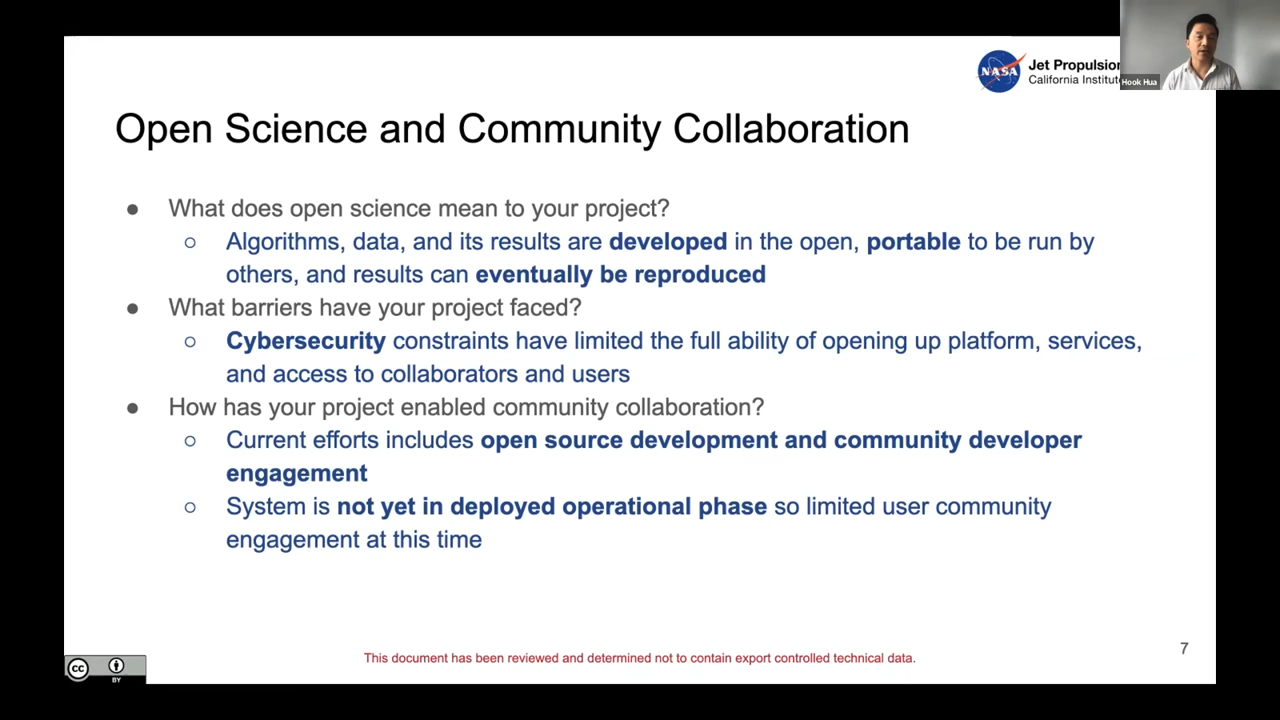 NASA
Jet Propulsion
California Institute
Hook Hua
Open Science and Community Collaboration
● What does open science mean to your project?
○ Algorithms, data, and its results are developed in the open, portable to be run by
others, and results can eventually be reproduced
● What barriers have your project faced?
○ Cybersecurity constraints have limited the full ability of opening up platform, services,
and access to collaborators and users
● How has your project enabled community collaboration?
○ Current efforts includes open source development and community developer
engagement
○ System is not yet in deployed operational phase so limited user community
engagement at this time
7
This document has been reviewed and determined not to contain export controlled technical data.
cc
BY